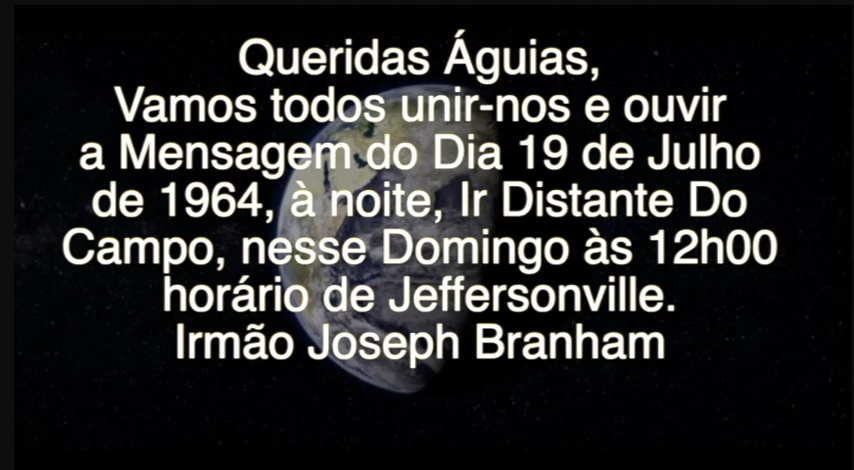 Queridas Águias,
Vamos todos unir-nos e ouvir
a Mensagem do Dia 19 de Julho
de 1964, à noite, Ir Distante Do
Campo, nesse Domingo às 12h00
horário de Jeffersonville.
Irmão Joseph Branham